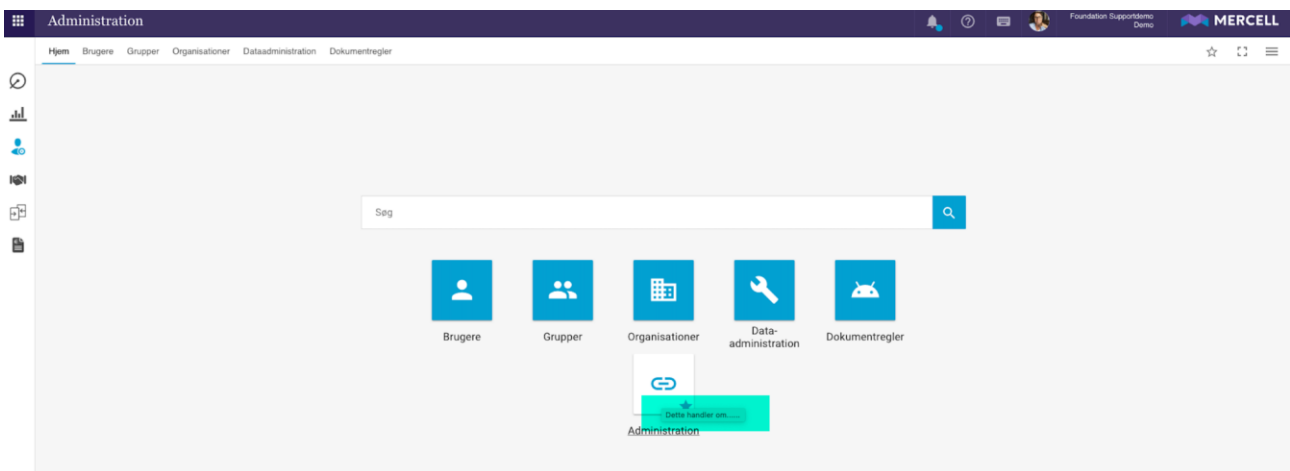 Administration
Foundation Supportdemo
Demo
MERCELL
Hjem Brugere Grupper Organisationer Dataadministration Dokumentregler
Søg
Brugere Grupper Organisationer Data-
administration Dokumentregler
Dette handler om......
Administration